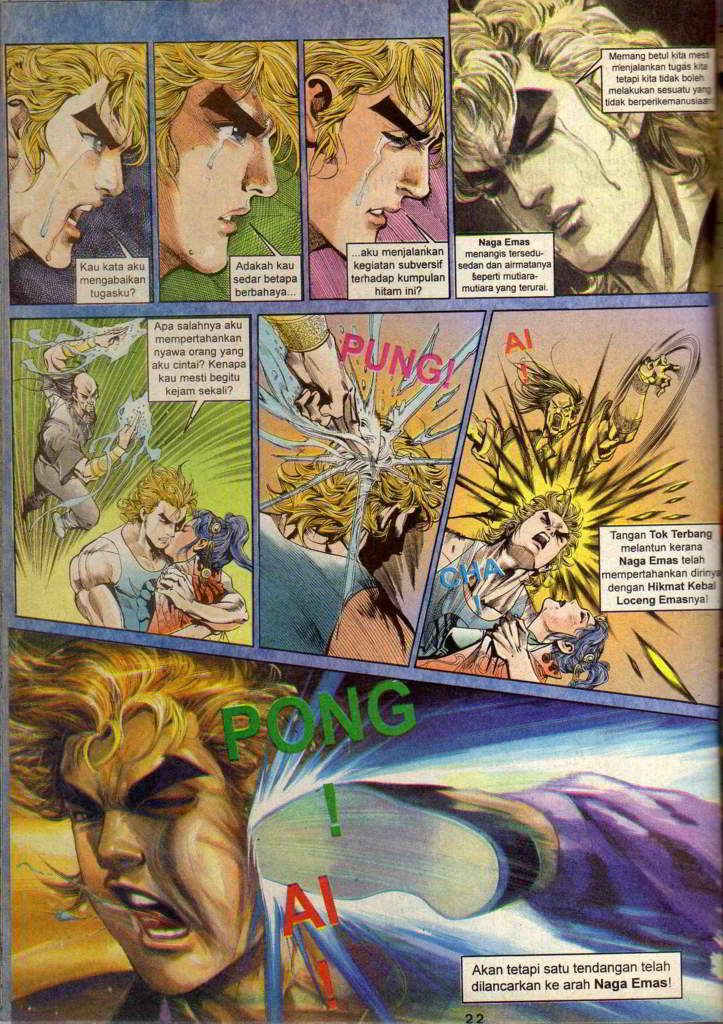 Kau kata aku
mengabaikan
tugasku?
Adakah kau
sedar betapa
berbahaya...
...aku menjalankan
kegiatan subversif
terhadap kumpulan
hitam ini?
Memang betul kita mesti
menjalankan tugas kita
tetapi kita tidak boleh
melakukan sesuatu yang
tidak berperikemanusiaan
Naga Emas
menangis tersedu-
sedan dan airmatanya
seperti mutiara-
mutiara yang terurai.
Apa salahnya aku
mempertahankan
nyawa orang yang
aku cintai? Kenapa
kau mesti begitu
kejam sekali?
PUNG!
AI
!
CHA
!
Tangan Tok Terbang
melantun kerana
Naga Emas telah
mempertahankan dirinya
dengan Hikmat Kebal
Loceng Emasnya!
PONG
!
AI
!
Akan tetapi satu tendangan telah
dilancarkan ke arah Naga Emas!
22